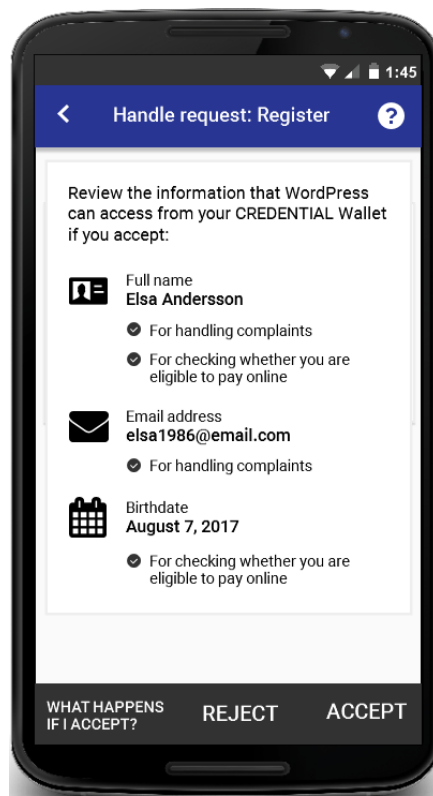 1:45
Handle request: Register
?
Review the information that WordPress
can access from your CREDENTIAL Wallet
if you accept:
Full name
Elsa Andersson
For handling complaints
For checking whether you are
eligible to pay online
Email address
elsa1986@email.com
For handling complaints
Birthdate
August 7, 2017
For checking whether you are
eligible to pay online
WHAT HAPPENS
IF I ACCEPT?
REJECT
ACCEPT